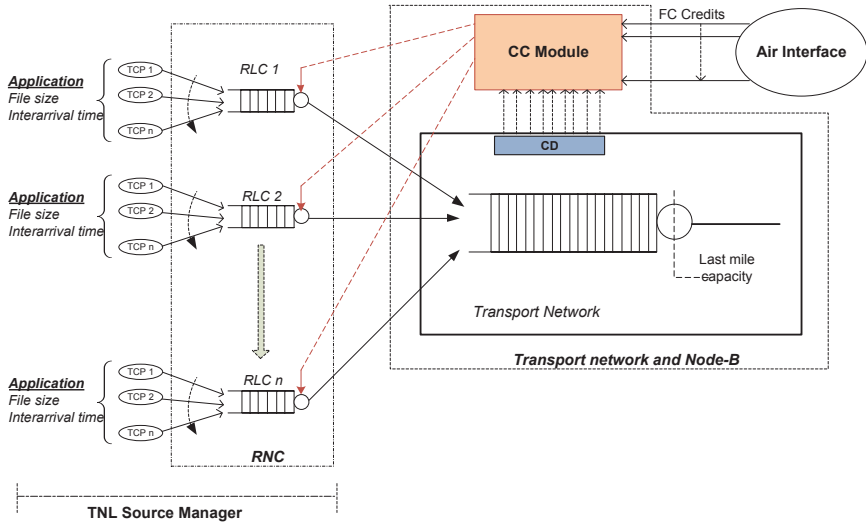 FC Credits
CC Module
Air Interface
CD
Application
File size
Interarrival time
TCP 1
TCP 2
TCP n
RLC 1
Application
File size
Interarrival time
TCP 1
TCP 2
TCP n
RLC 2
Last mile
capacity
Transport Network
Transport network and Node-B
Application
File size
Interarrival time
TCP 1
TCP 2
TCP n
RLC n
RNC
TNL Source Manager